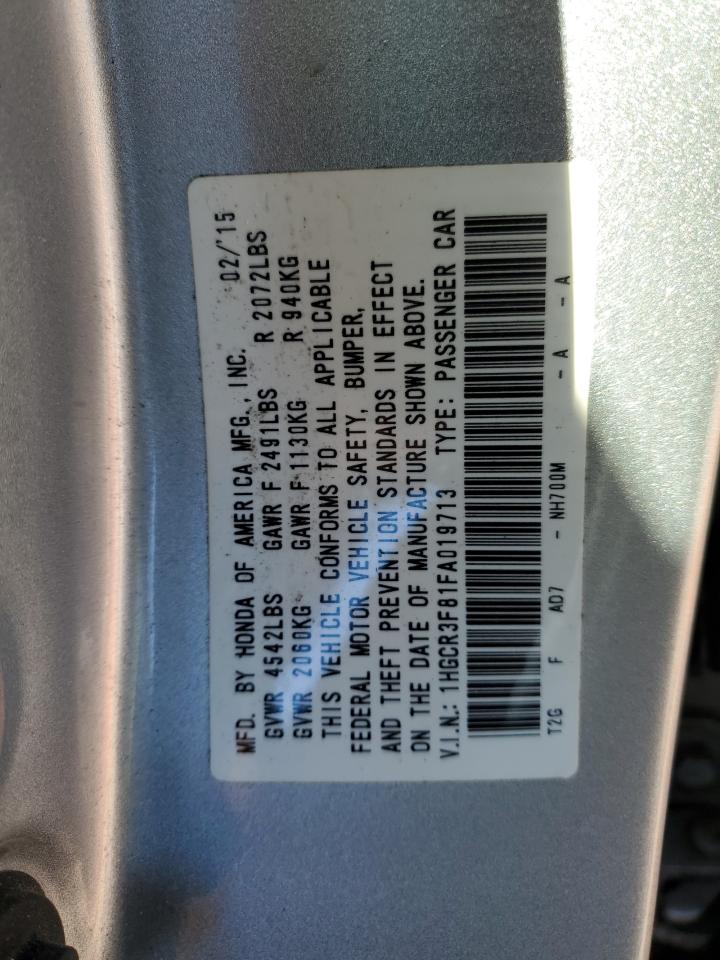 MFD. BY HONDA OF AMERICA MFG., INC. 02/'15
GVWR 4542LBS GAWR F 2491LBS R 2072LBS
GVWR 2060KG GAWR F 1130KG R 940KG
THIS VEHICLE CONFORMS TO ALL APPLICABLE
FEDERAL MOTOR VEHICLE SAFETY, BUMPER,
AND THEFT PREVENTION STANDARDS IN EFFECT
ON THE DATE OF MANUFACTURE SHOWN ABOVE.
V.I.N.: 1HGCR3F81FA019713 TYPE: PASSENGER CAR
T2G F AD7 - NH700M - A - A